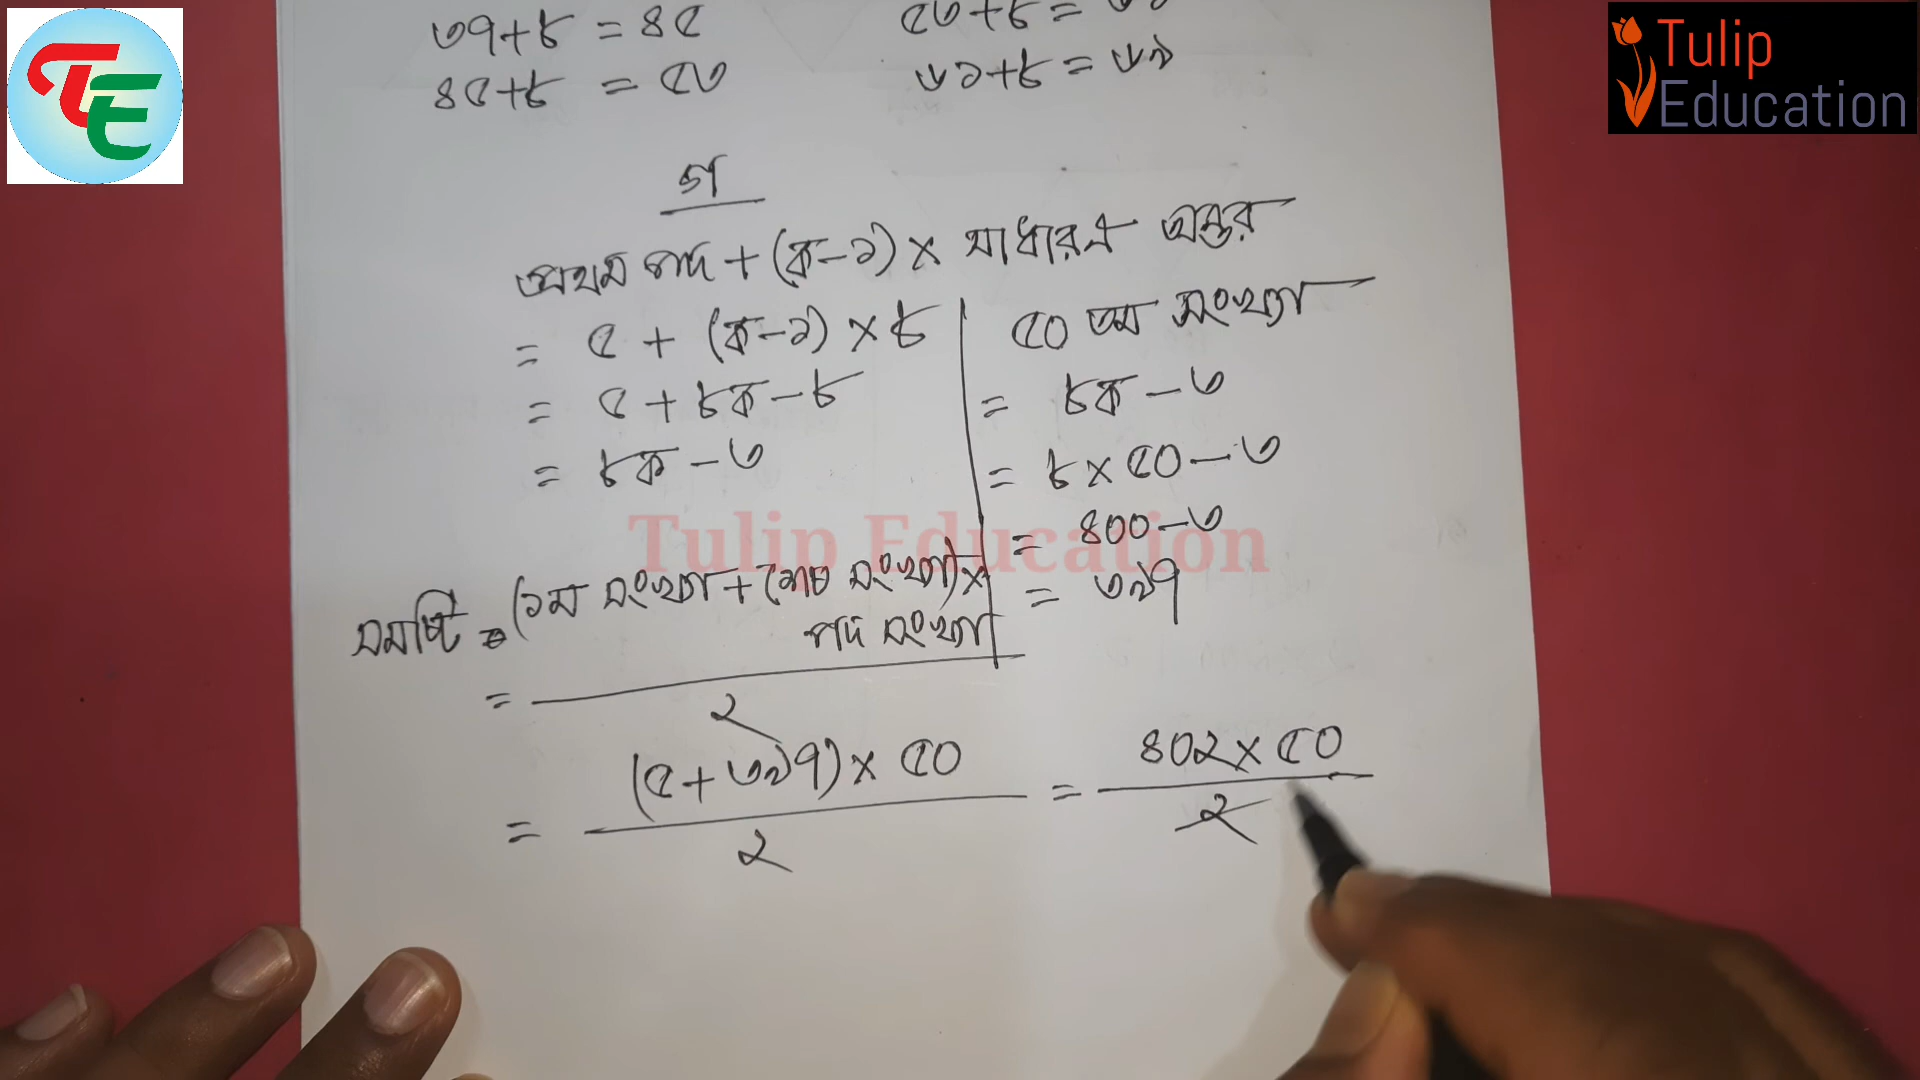 TE
Tulip
Education
৩৭+৮ = ৪৫
৪৫+৮ = ৫৩
৫৩+৮ =
৬১+৮ = ৬৯
গ
প্রথম পদ + (ক-১) × সাধারণ অন্তর
= ৫ + (ক-১) × ৮
= ৫ + ৮ক - ৮
= ৮ক - ৩
৫০ তম সংখ্যা
= ৮ক - ৩
= ৮ × ৫০ - ৩
= ৪০০ - ৩
= ৩৯৭
Tulip Education
সমষ্টি = (১ম সংখ্যা + শেষ সংখ্যা) ×
পদ সংখ্যা
=
২
= (৫ + ৩৯৭) × ৫০
২
= ৪০২ × ৫০
২